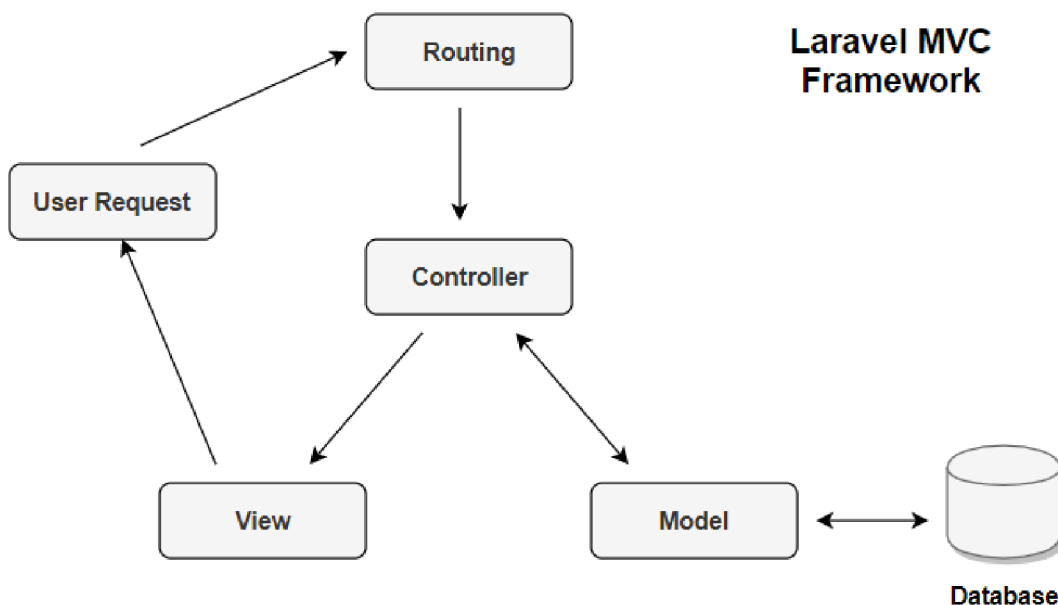 Routing
Laravel MVC
Framework
User Request
Controller
View
Model
Database